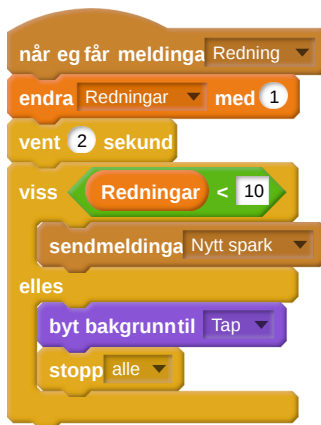 når eg får meldinga Redning
endra Redningar med 1
vent 2 sekund
viss Redningar < 10
sendmeldinga Nytt spark
elles
byt bakgrunntil Tap
stopp alle